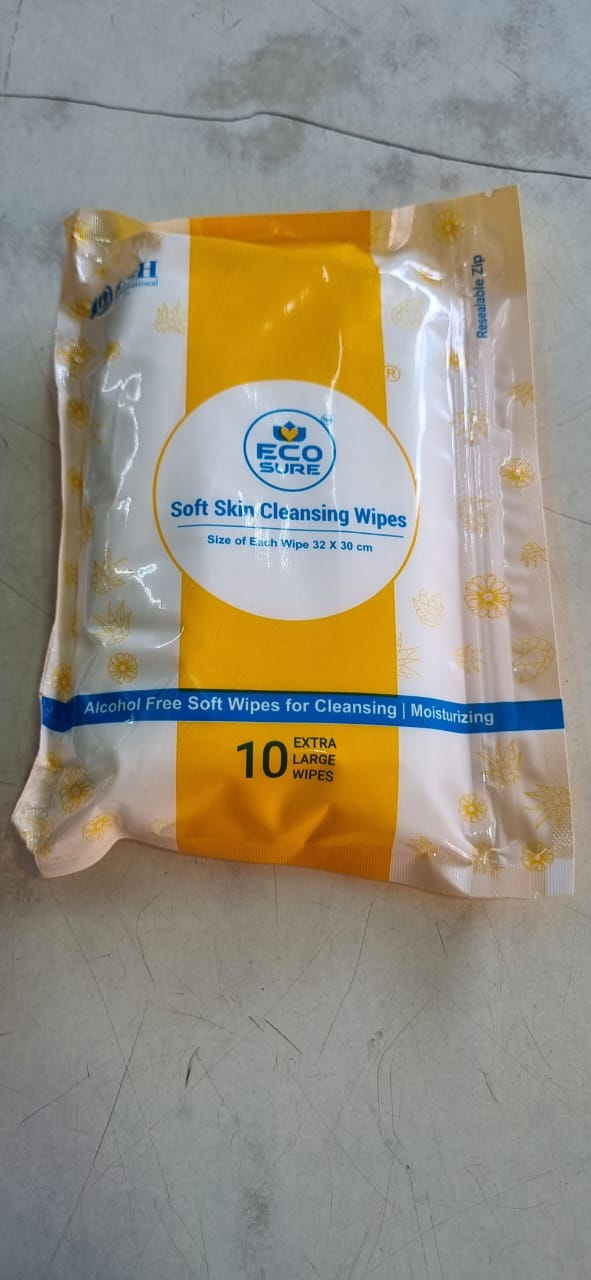 Resealable Zip
®
TM
ECO
SURE
Soft Skin Cleansing Wipes
Size of Each Wipe 32 X 30 cm
Alcohol Free Soft Wipes for Cleansing | Moisturizing
10 EXTRA
LARGE
WIPES